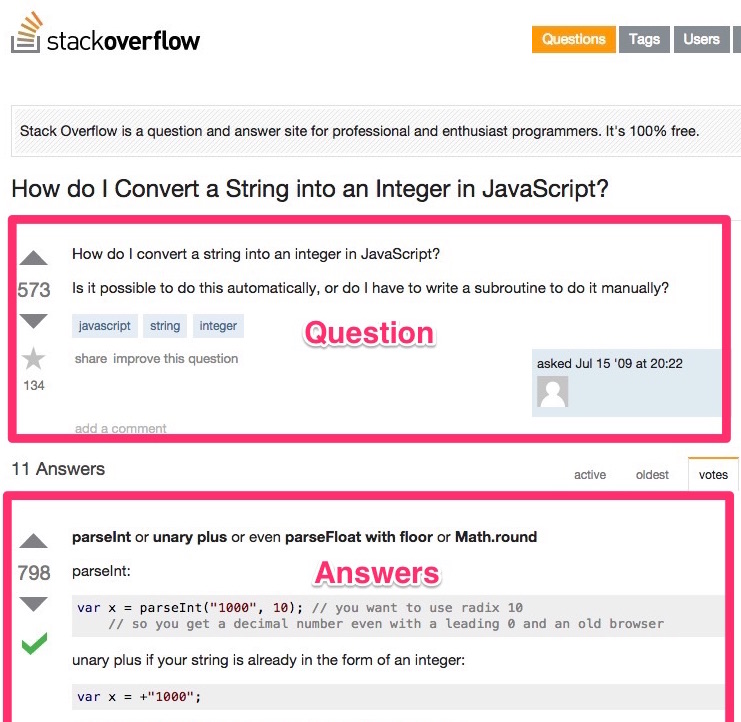 stackoverflow
Questions Tags Users
Stack Overflow is a question and answer site for professional and enthusiast programmers. It's 100% free.
How do I Convert a String into an Integer in JavaScript?
How do I convert a string into an integer in JavaScript?
573
Is it possible to do this automatically, or do I have to write a subroutine to do it manually?
javascript string integer
Question
share improve this question
asked Jul 15 '09 at 20:22
134
add a comment
11 Answers
active oldest votes
parseInt or unary plus or even parseFloat with floor or Math.round
798
parseInt:
Answers
var x = parseInt("1000", 10); // you want to use radix 10
// so you get a decimal number even with a leading 0 and an old browser
unary plus if your string is already in the form of an integer:
var x = +"1000";